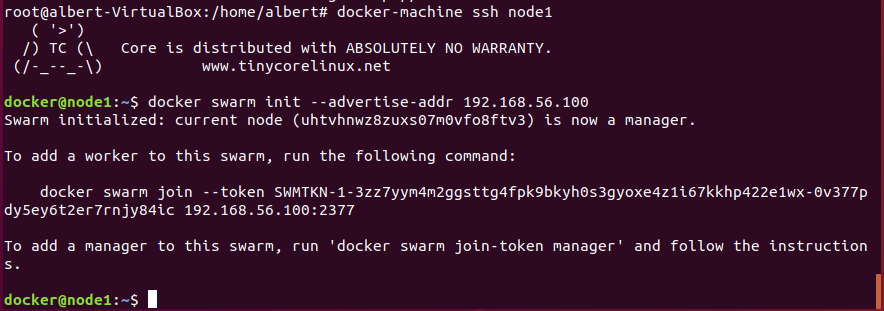 root@albert-VirtualBox:/home/albert# docker-machine ssh node1
   ( '>')
  /) TC (\   Core is distributed with ABSOLUTELY NO WARRANTY.
 (/-_--_-\)           www.tinycorelinux.net

docker@node1:~$ docker swarm init --advertise-addr 192.168.56.100
Swarm initialized: current node (uhtvhnwz8zuxs07m0vfo8ftv3) is now a manager.

To add a worker to this swarm, run the following command:

    docker swarm join --token SWMTKN-1-3zz7yym4m2ggsttg4fpk9bkyh0s3gyoxe4z1i67kkhp422e1wx-0v377p
dy5ey6t2er7rnjy84ic 192.168.56.100:2377

To add a manager to this swarm, run 'docker swarm join-token manager' and follow the instruction
s.

docker@node1:~$